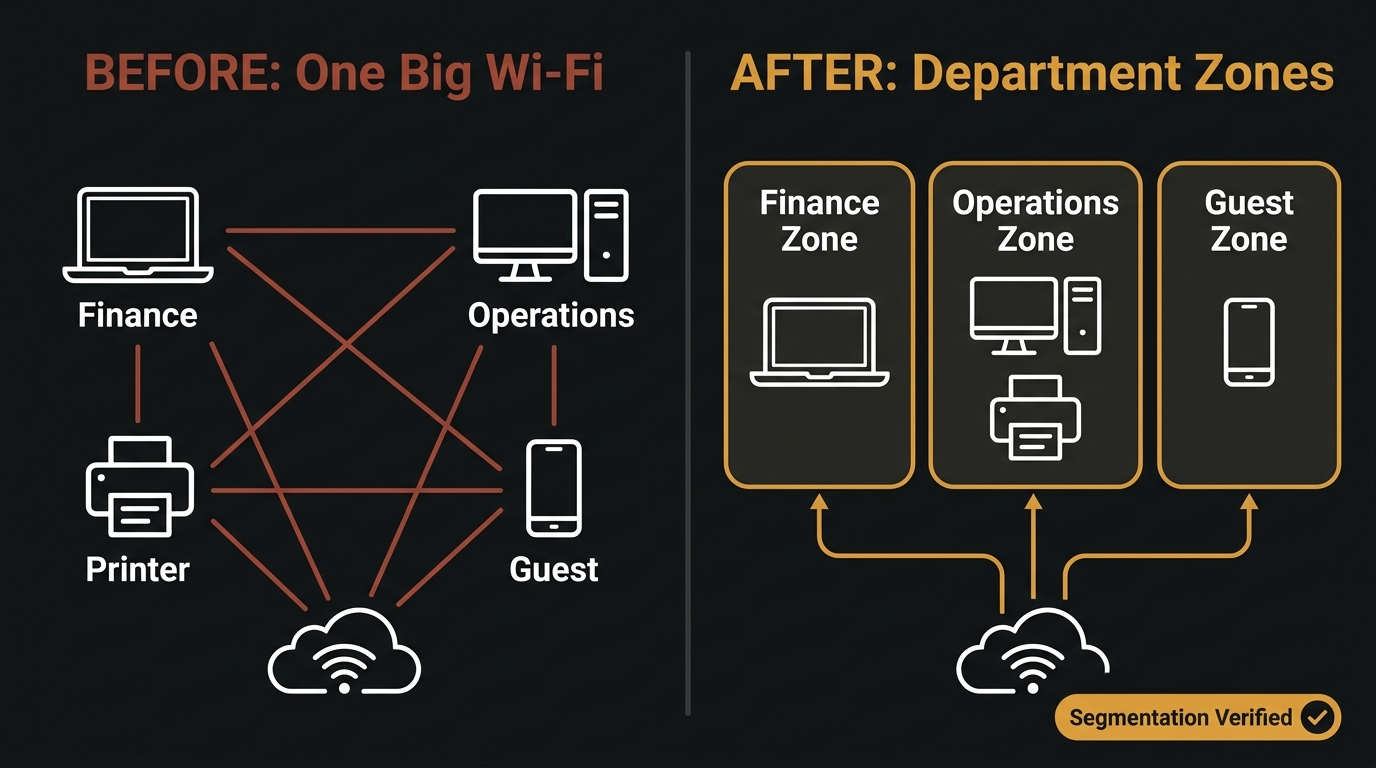 BEFORE: One Big Wi-Fi
Finance
Operations
Printer
Guest
AFTER: Department Zones
Finance
Zone
Operations
Zone
Guest
Zone
Segmentation Verified